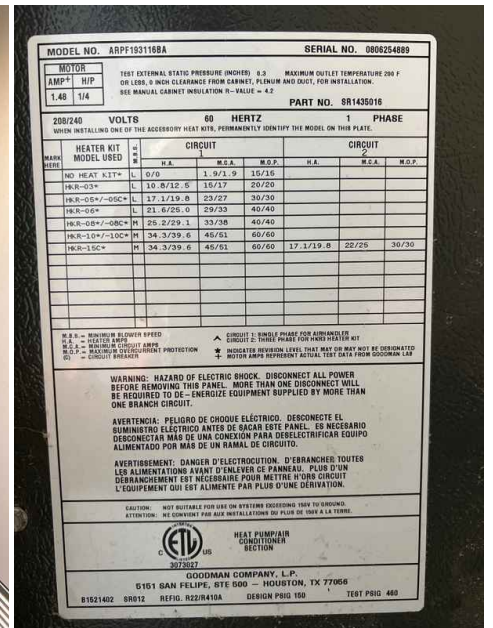 MODEL NO. ARPF193116BA SERIAL NO. 0806254889
MOTOR
AMP+ H/P
1.48 1/4
TEST EXTERNAL STATIC PRESSURE (INCHES) 0.3 MAXIMUM OUTLET TEMPERATURE 200 F
OR LESS, 0 INCH CLEARANCE FROM CABINET, PLENUM AND DUCT, FOR INSTALLATION.
SEE MANUAL CABINET INSULATION R-VALUE = 4.2
PART NO. SR1435016
208/240 VOLTS 60 HERTZ 1 PHASE
WHEN INSTALLING ONE OF THE ACCESSORY HEAT KITS, PERMANENTLY IDENTIFY THE MODEL ON THIS PLATE.
MARK HERE HEATER KIT MODEL USED M.B.S. CIRCUIT 1 CIRCUIT 2
H.A. M.C.A. M.O.P. H.A. M.C.A. M.O.P.
NO HEAT KIT* L 0/0 1.9/1.9 15/15
HKR-03* L 10.8/12.5 16/17 20/20
HKR-05*/-05C* L 17.1/19.8 23/27 30/30
HKR-06* L 21.6/25.0 29/33 40/40
HKR-08*/-08C* M 25.2/29.1 33/38 40/40
HKR-10*/-10C* M 34.3/39.6 45/51 60/60
HKR-15C* M 34.3/39.6 45/51 60/60 17.1/19.8 22/25 30/30
M.B.S.= MINIMUM BLOWER SPEED
H.A. = HEATER AMPS
M.C.A = MINIMUM CIRCUIT AMPS
M.O.P. = MAXIMUM OVERCURRENT PROTECTION
(C) = CIRCUIT BREAKER
^ CIRCUIT 1: SINGLE PHASE FOR AIRHANDLER
CIRCUIT 2: THREE PHASE FOR HKR3 HEATER KIT
* INDICATES REVISION LEVEL THAT MAY OR MAY NOT BE DESIGNATED
+ MOTOR AMPS REPRESENT ACTUAL TEST DATA FROM GOODMAN LAB
WARNING: HAZARD OF ELECTRIC SHOCK. DISCONNECT ALL POWER
BEFORE REMOVING THIS PANEL. MORE THAN ONE DISCONNECT WILL
BE REQUIRED TO DE-ENERGIZE EQUIPMENT SUPPLIED BY MORE THAN
ONE BRANCH CIRCUIT.
AVERTENCIA: PELIGRO DE CHOQUE ELÉCTRICO. DESCONECTE EL
SUMINISTRO ELÉCTRICO ANTES DE SACAR ESTE PANEL. ES NECESARIO
DESCONECTAR MÁS DE UNA CONEXIÓN PARA DESELECTRIFICAR EQUIPO
ALIMENTADO POR MÁS DE UN RAMAL DE CIRCUITO.
AVERTISSEMENT: DANGER D'ELECTROCUTION. D'EBRANCHER TOUTES
LES ALIMENTATIONS AVANT D'ENLEVER CE PANNEAU. PLUS D'UN
DÉBRANCHEMENT EST NÉCESSAIRE POUR METTRE H'ORS CIRCUIT
L'EQUIPEMENT QUI EST ALIMENTE PAR PLUS D'UNE DÉRIVATION.
CAUTION: NOT SUITABLE FOR USE ON SYSTEMS EXCEEDING 150V TO GROUND.
ATTENTION: NE CONVIENT PAR AUX INSTALLATIONS DU PLUS DE 150V A LA TERRE.
INTERTEK
C ETL US
3073027
HEAT PUMP/AIR
CONDITIONER
SECTION
GOODMAN COMPANY, L.P.
5151 SAN FELIPE, STE 500 - HOUSTON, TX 77056
B1521402 SR012 REFIG. R22/R410A DESIGN PSIG 150 TEST PSIG 460